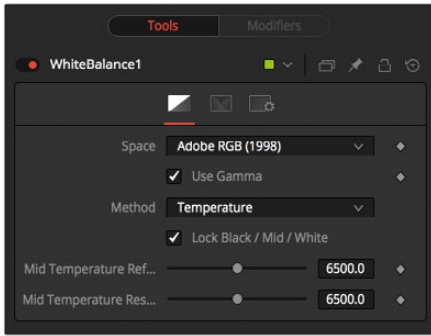 Tools Modifiers
WhiteBalance1
Space Adobe RGB (1998)
Use Gamma
Method Temperature
Lock Black / Mid / White
Mid Temperature Ref... 6500.0
Mid Temperature Res... 6500.0